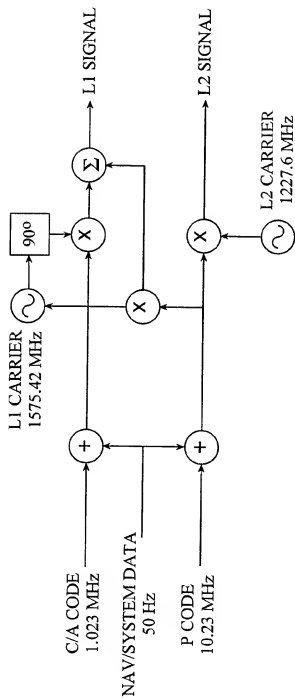 L1 CARRIER
1575.42 MHz
90º
C/A CODE
1.023 MHz
+
X
Σ
L1 SIGNAL
NAV/SYSTEM DATA
50 Hz
X
P CODE
10.23 MHz
+
X
L2 SIGNAL
L2 CARRIER
1227.6 MHz